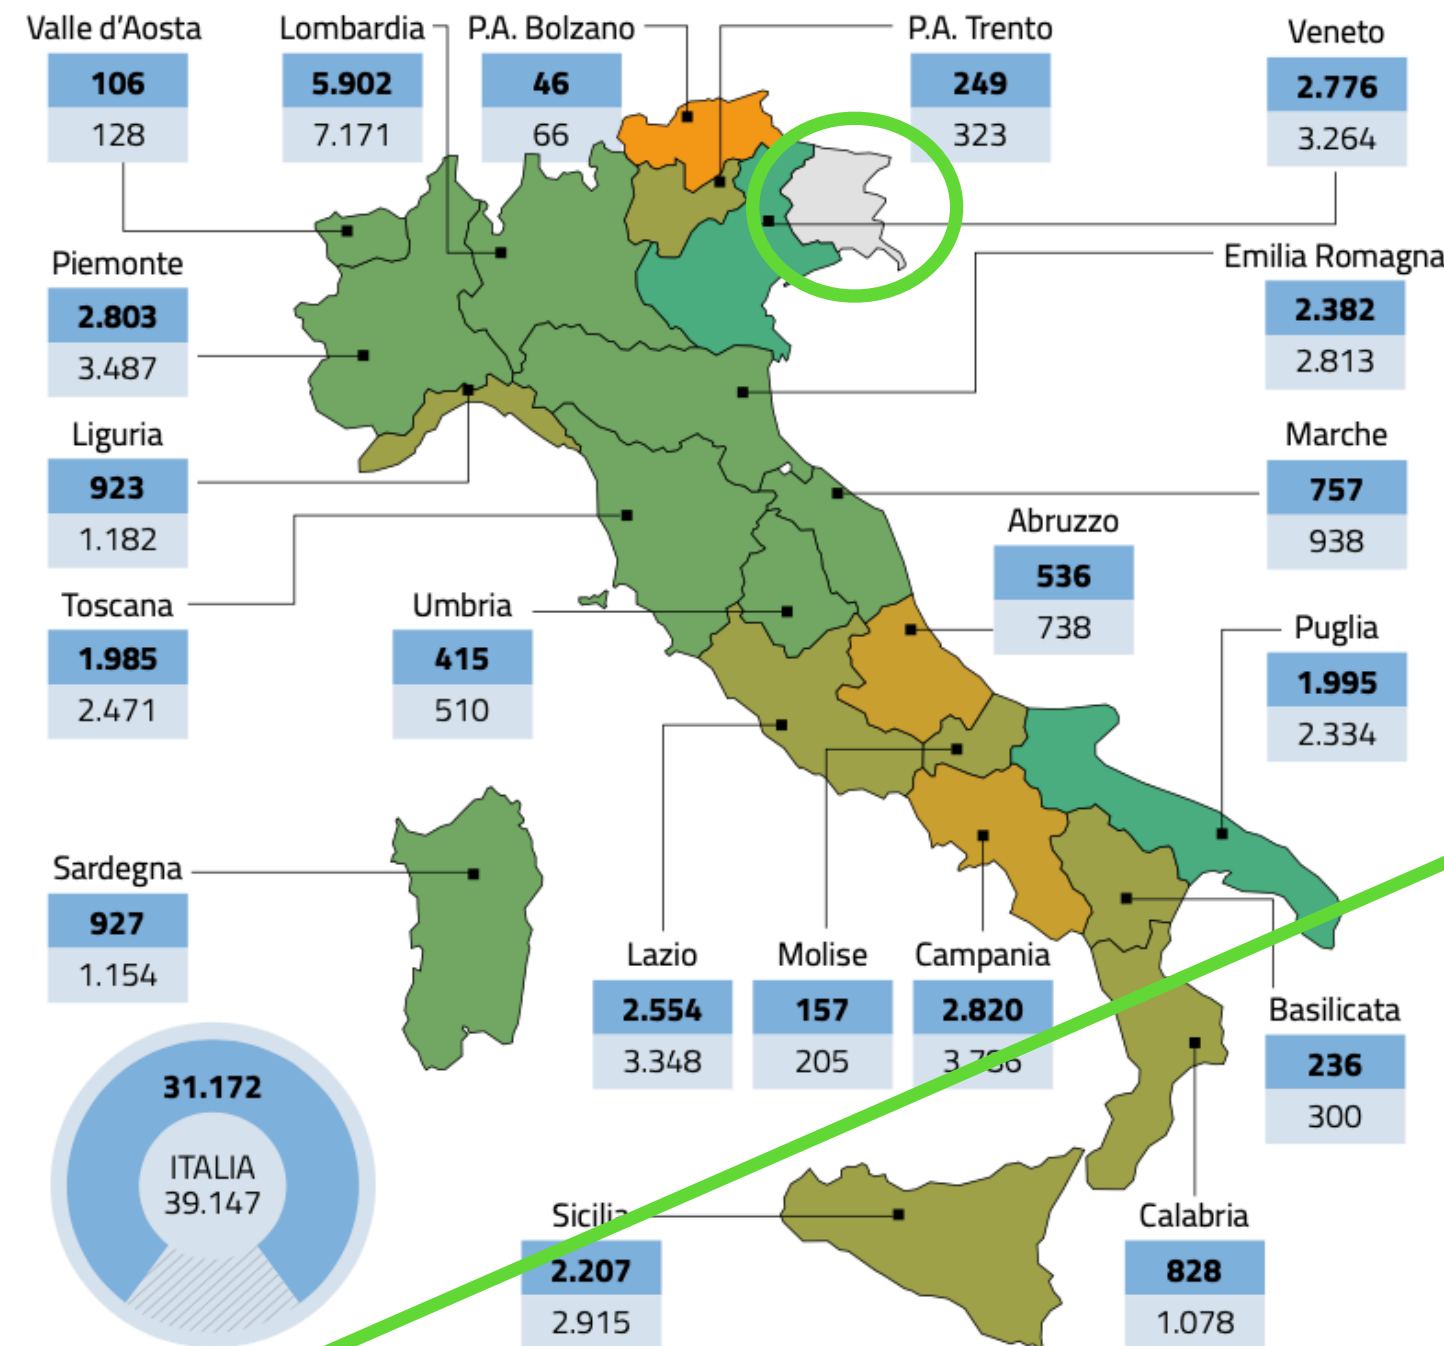 Valle d'Aosta
106
128
Lombardia
5.902
7.171
P.A. Bolzano
46
66
P.A. Trento
249
323
Veneto
2.776
3.264
Piemonte
2.803
3.487
Emilia Romagna
2.382
2.813
Liguria
923
1.182
Marche
757
938
Toscana
1.985
2.471
Umbria
415
510
Abruzzo
536
738
Puglia
1.995
2.334
Sardegna
927
1.154
Lazio
2.554
3.348
Molise
157
205
Campania
2.820
Basilicata
236
300
31.172
ITALIA
39.147
Sicilia
2.207
2.915
Calabria
828
1.078